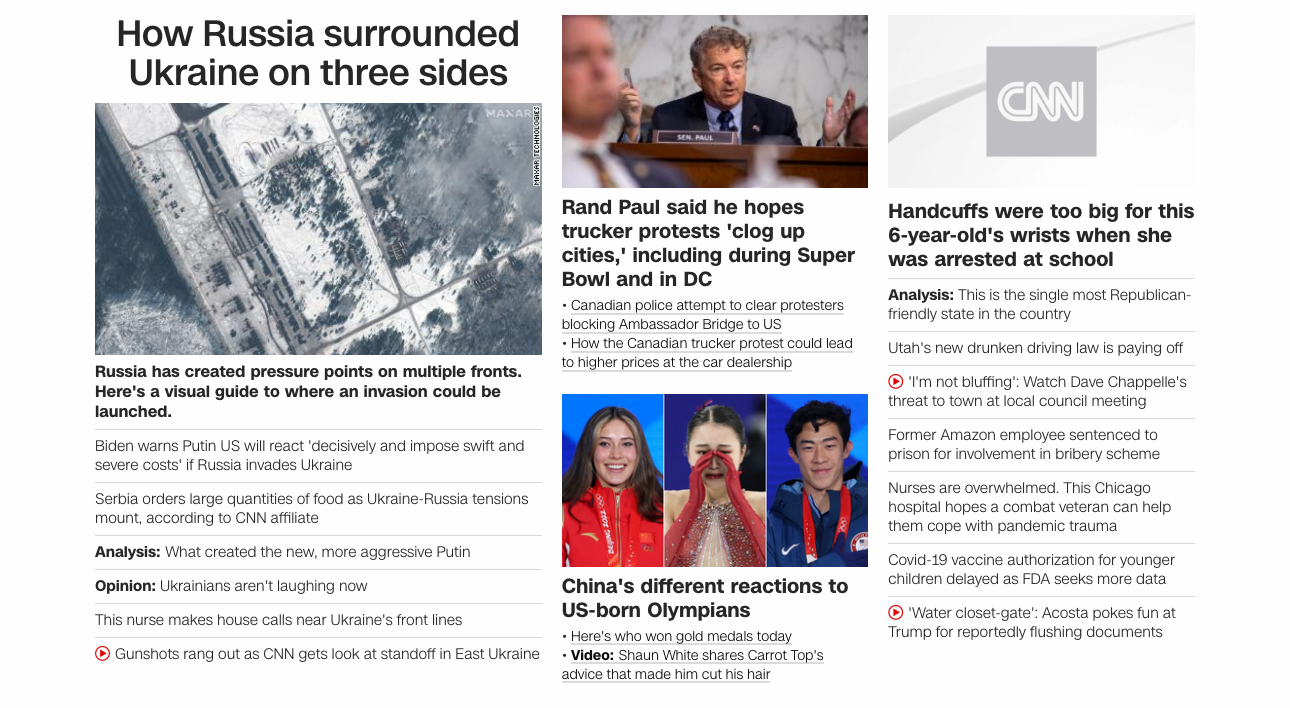 How Russia surrounded
Ukraine on three sides
MAXAR
MAXAR TECHNOLOGIES
Russia has created pressure points on multiple fronts.
Here's a visual guide to where an invasion could be
launched.
Biden warns Putin US will react 'decisively and impose swift and
severe costs' if Russia invades Ukraine
Serbia orders large quantities of food as Ukraine-Russia tensions
mount, according to CNN affiliate
Analysis: What created the new, more aggressive Putin
Opinion: Ukrainians aren't laughing now
This nurse makes house calls near Ukraine's front lines
Gunshots rang out as CNN gets look at standoff in East Ukraine
SEN. PAUL
Rand Paul said he hopes
trucker protests 'clog up
cities,' including during Super
Bowl and in DC
• Canadian police attempt to clear protesters
blocking Ambassador Bridge to US
• How the Canadian trucker protest could lead
to higher prices at the car dealership
BEIJING 2022
China's different reactions to
US-born Olympians
• Here's who won gold medals today
• Video: Shaun White shares Carrot Top's
advice that made him cut his hair
CNN
Handcuffs were too big for this
6-year-old's wrists when she
was arrested at school
Analysis: This is the single most Republican-
friendly state in the country
Utah's new drunken driving law is paying off
'I'm not bluffing': Watch Dave Chappelle's
threat to town at local council meeting
Former Amazon employee sentenced to
prison for involvement in bribery scheme
Nurses are overwhelmed. This Chicago
hospital hopes a combat veteran can help
them cope with pandemic trauma
Covid-19 vaccine authorization for younger
children delayed as FDA seeks more data
'Water closet-gate': Acosta pokes fun at
Trump for reportedly flushing documents